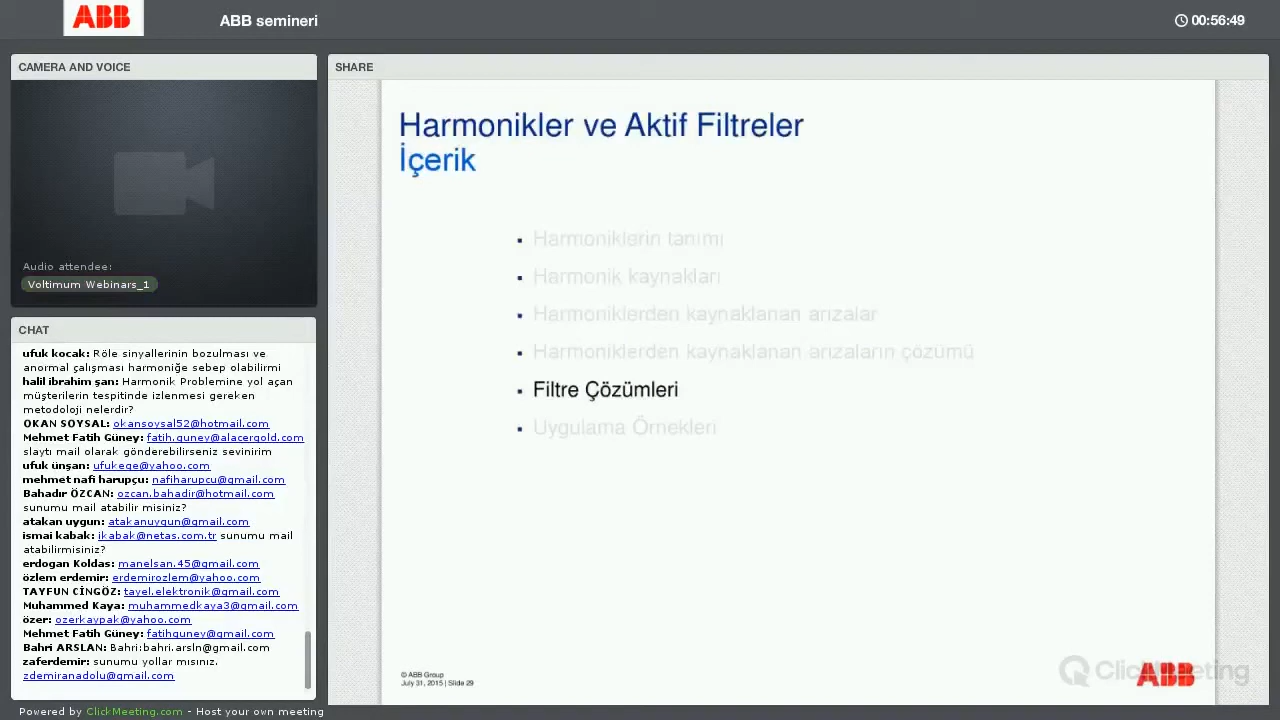 ABB
ABB semineri
00:56:49
CAMERA AND VOICE
Audio attendee:
Voltimum Webinars_1
CHAT
ufuk kocak: Röle sinyallerinin bozulması ve
anormal çalışması harmoniğe sebep olabilirmi
halil ibrahim şan: Harmonik Problemine yol açan
müşterilerin tespitinde izlenmesi gereken
metodoloji nelerdir?
OKAN SOYSAL: okansoysal52@hotmail.com
Mehmet Fatih Güney: fatih.guney@alacergold.com
slaytı mail olarak gönderebilirseniz sevinirim
ufuk ünşan: ufukege@yahoo.com
mehmet nafi harupçu: nafiharupcu@gmail.com
Bahadır ÖZCAN: ozcan.bahadir@hotmail.com
sunumu mail atabilir misiniz?
atakan uygun: atakanuygun@gmail.com
ismai kabak: ikabak@netas.com.tr sunumu mail
atabilirmisiniz?
erdogan Koldas: manelsan.45@gmail.com
özlem erdemir: erdemirozlem@yahoo.com
TAYFUN CİNGÖZ: tayel.elektronik@gmail.com
Muhammed Kaya: muhammedkaya3@gmail.com
özer: ozerkaypak@yahoo.com
Mehmet Fatih Güney: fatihguney@gmail.com
Bahri ARSLAN: Bahri:bahri.arsln@gmail.com
zaferdemir: sunumu yollar mısınız.
zdemiranadolu@gmail.com
Powered by ClickMeeting.com - Host your own meeting
SHARE
Harmonikler ve Aktif Filtreler
İçerik
▪ Harmoniklerin tanımı
▪ Harmonik kaynakları
▪ Harmoniklerden kaynaklanan arızalar
▪ Harmoniklerden kaynaklanan arızaların çözümü
▪ Filtre Çözümleri
▪ Uygulama Örnekleri
© ABB Group
July 31, 2015 | Slide 29
ClickMeeting
ABB